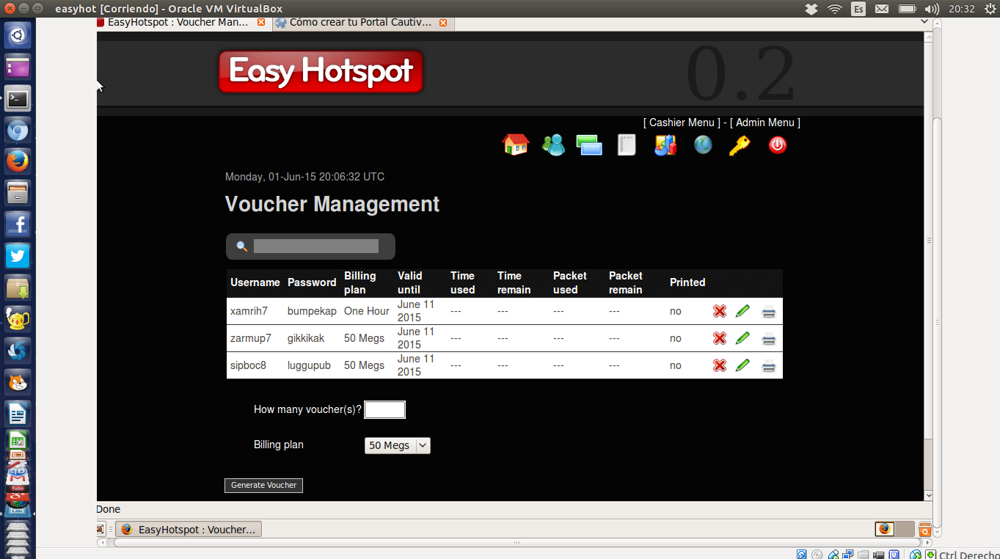 easyhot [Corriendo] - Oracle VM VirtualBox
Es
20:32
EasyHotspot : Voucher Man...
Cómo crear tu Portal Cautiv...
Easy Hotspot
0.2
[ Cashier Menu ] - [ Admin Menu ]
Monday, 01-Jun-15 20:06:32 UTC
Voucher Management
Username Password Billing plan Valid until Time used Time remain Packet used Packet remain Printed
xamrih7 bumpekap One Hour June 11 2015 --- --- --- --- no
zarmup7 gikkikak 50 Megs June 11 2015 --- --- --- --- no
sipboc8 luggupub 50 Megs June 11 2015 --- --- --- --- no
How many voucher(s)?
Billing plan 50 Megs
Generate Voucher
Done
EasyHotspot : Voucher...
Tube
Ctrl Derecho